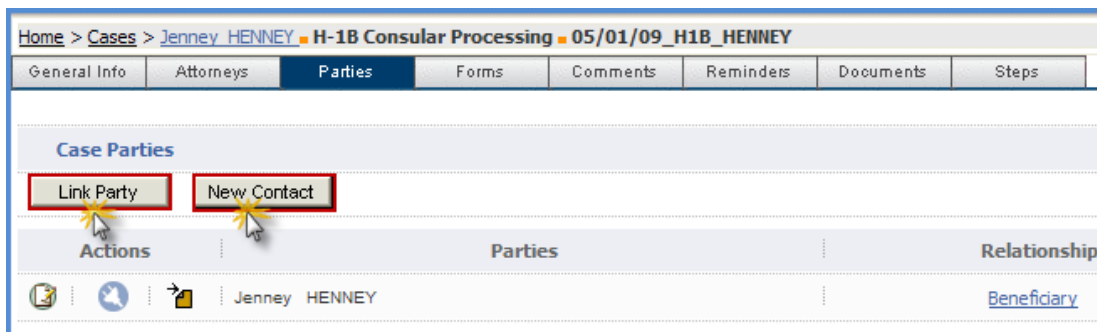 Home > Cases > Jenney HENNEY H-1B Consular Processing 05/01/09_H1B_HENNEY
General Info Attorneys Parties Forms Comments Reminders Documents Steps
Case Parties
Link Party New Contact
Actions Parties Relationship
Jenney HENNEY Beneficiary